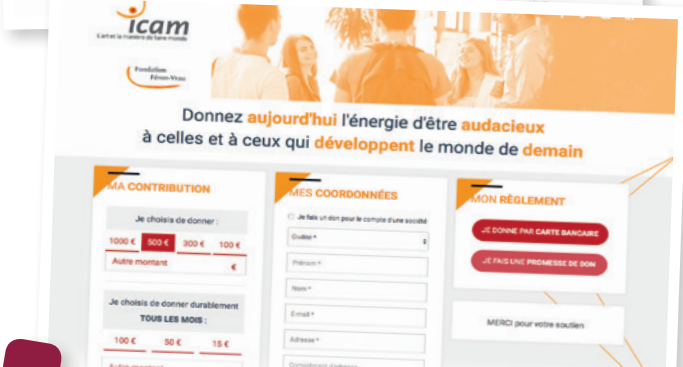 icam
L'art et la manière de faire monde
Fondation
Féron-Vrau
Donnez aujourd'hui l'énergie d'être audacieux
à celles et à ceux qui développent le monde de demain
MA CONTRIBUTION
Je choisis de donner :
1000 € 500 € 300 € 100 €
Autre montant €
Je choisis de donner durablement
TOUS LES MOIS :
100 € 50 € 15 €
Autre montant
MES COORDONNÉES
Je fais un don pour le compte d'une société
Civilité *
Prénom *
Nom *
E-mail *
Adresse *
Complément d'adresse
MON RÈGLEMENT
JE DONNE PAR CARTE BANCAIRE
JE FAIS UNE PROMESSE DE DON
MERCI pour votre soutien